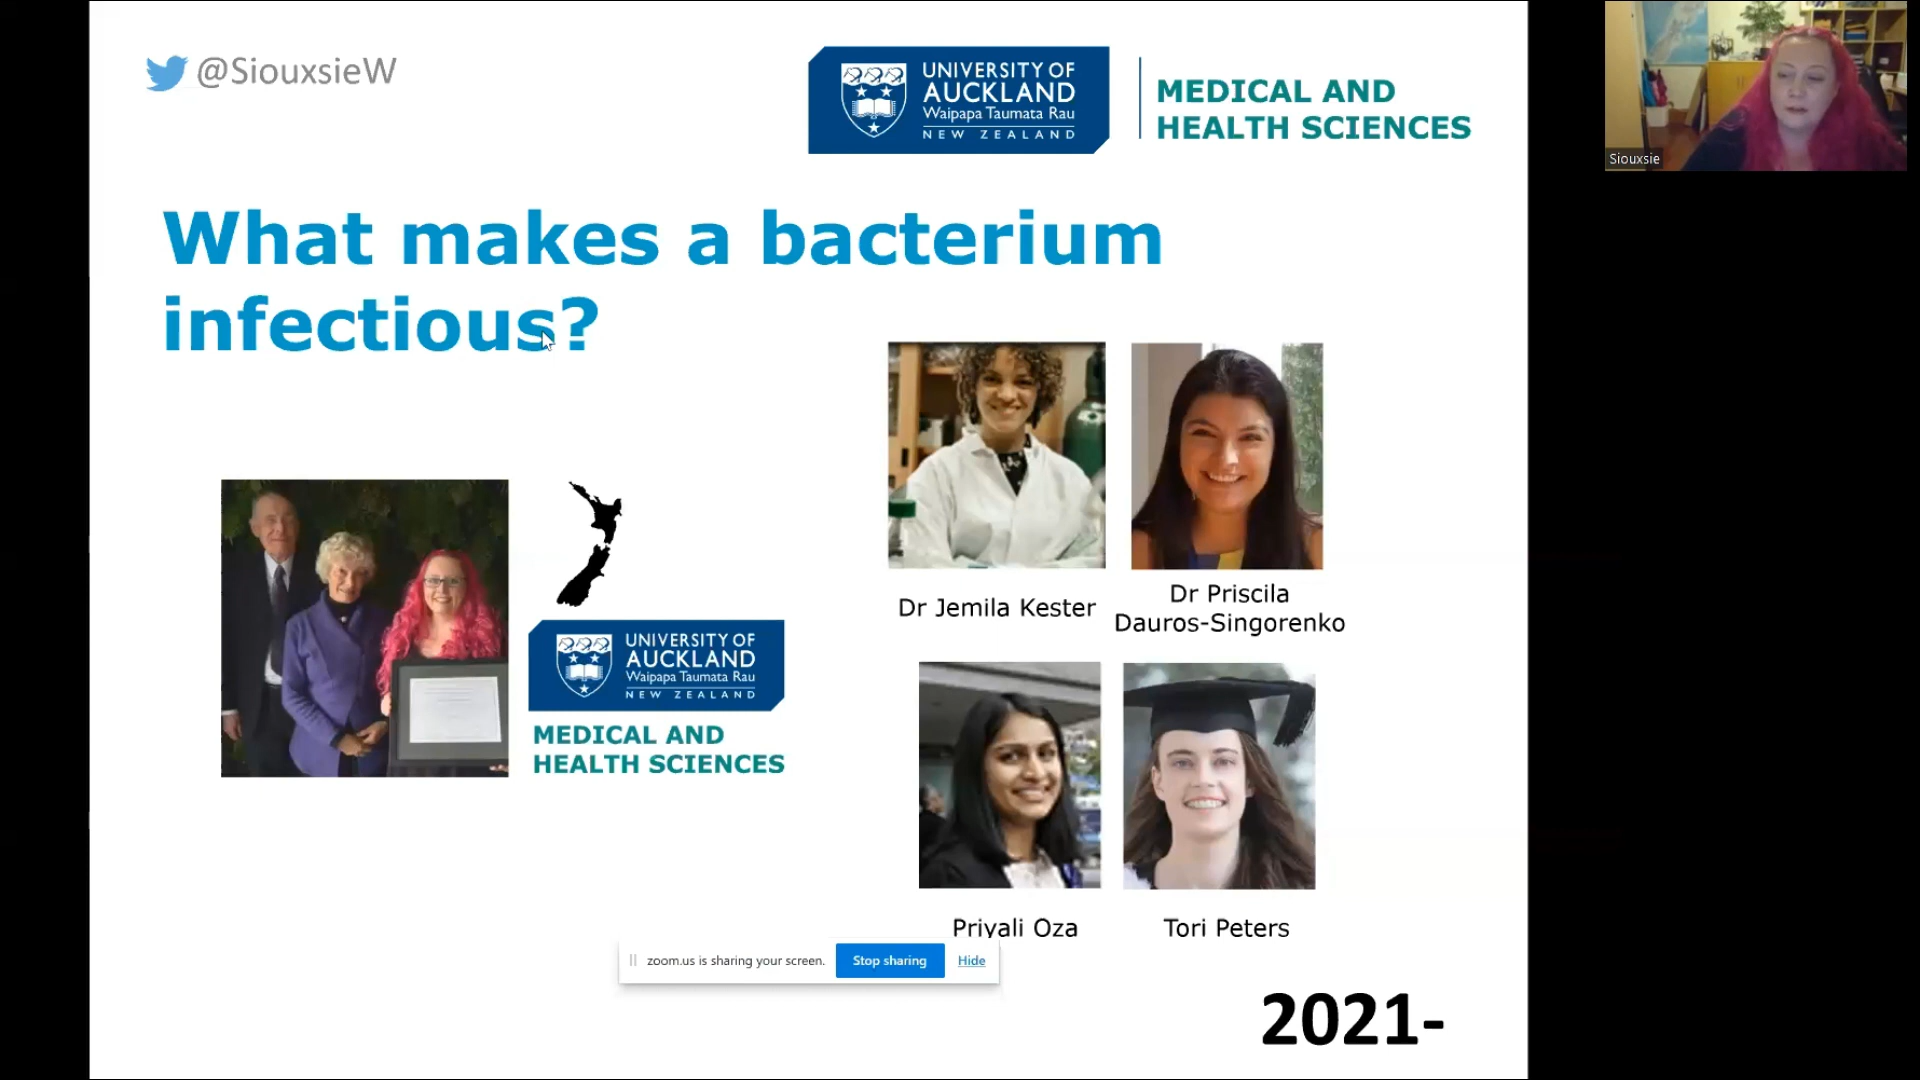 @SiouxsieW
UNIVERSITY OF
AUCKLAND
Waipapa Taumata Rau
NEW ZEALAND
MEDICAL AND
HEALTH SCIENCES
Siouxsie
What makes a bacterium
infectious?
Dr Jemila Kester
Dr Priscila
Dauros-Singorenko
UNIVERSITY OF
AUCKLAND
Waipapa Taumata Rau
NEW ZEALAND
MEDICAL AND
HEALTH SCIENCES
Priyali Oza
Tori Peters
zoom.us is sharing your screen.
Stop sharing
Hide
2021-